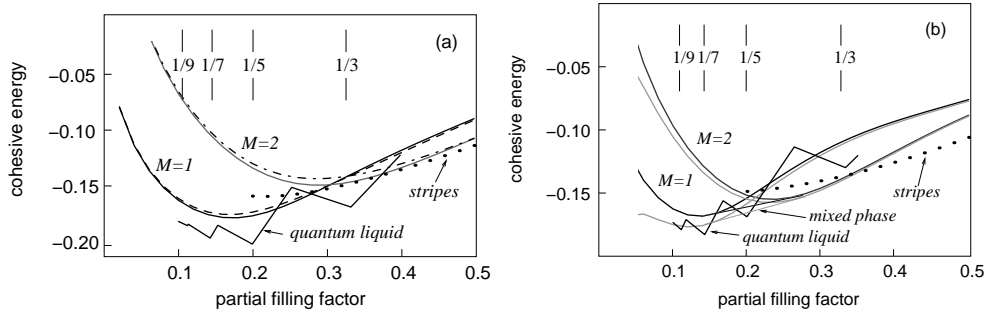 (a)
1/9 1/7 1/5 1/3
cohesive energy
−0.05
−0.10
−0.15
−0.20
M=2
M=1
stripes
quantum liquid
0.1 0.2 0.3 0.4 0.5
partial filling factor
(b)
1/9 1/7 1/5 1/3
cohesive energy
−0.05
−0.10
−0.15
M=2
M=1
stripes
mixed phase
quantum liquid
0.1 0.2 0.3 0.4 0.5
partial filling factor